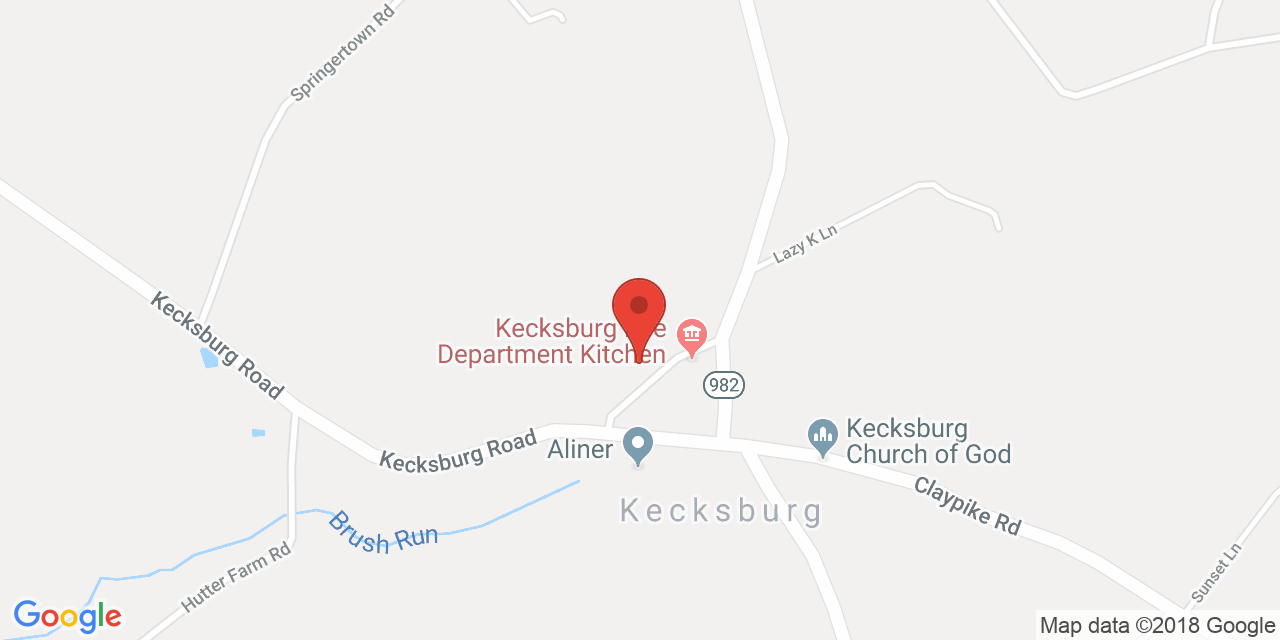 Springertown Rd
Lazy K Ln
Kecksburg Road
Kecksburg
Department Kitchen
982
Kecksburg Road
Aliner
Kecksburg
Church of God
Claypike Rd
Kecksburg
Brush Run
Hutter Farm Rd
Sunset Ln
Google
Map data ©2018 Google